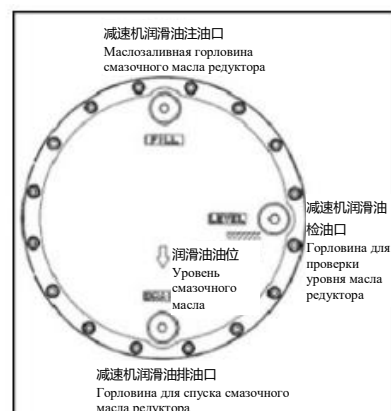 减速机润滑油注油口
Маслозаливная горловина
смазочного масла редуктора
FILL
LEVEL
减速机润滑油
检油口
Горловина для
проверки
уровня масла
редуктора
润滑油油位
Уровень
смазочного
масла
减速机润滑油排油口
Горловина для спуска смазочного
масла редуктора